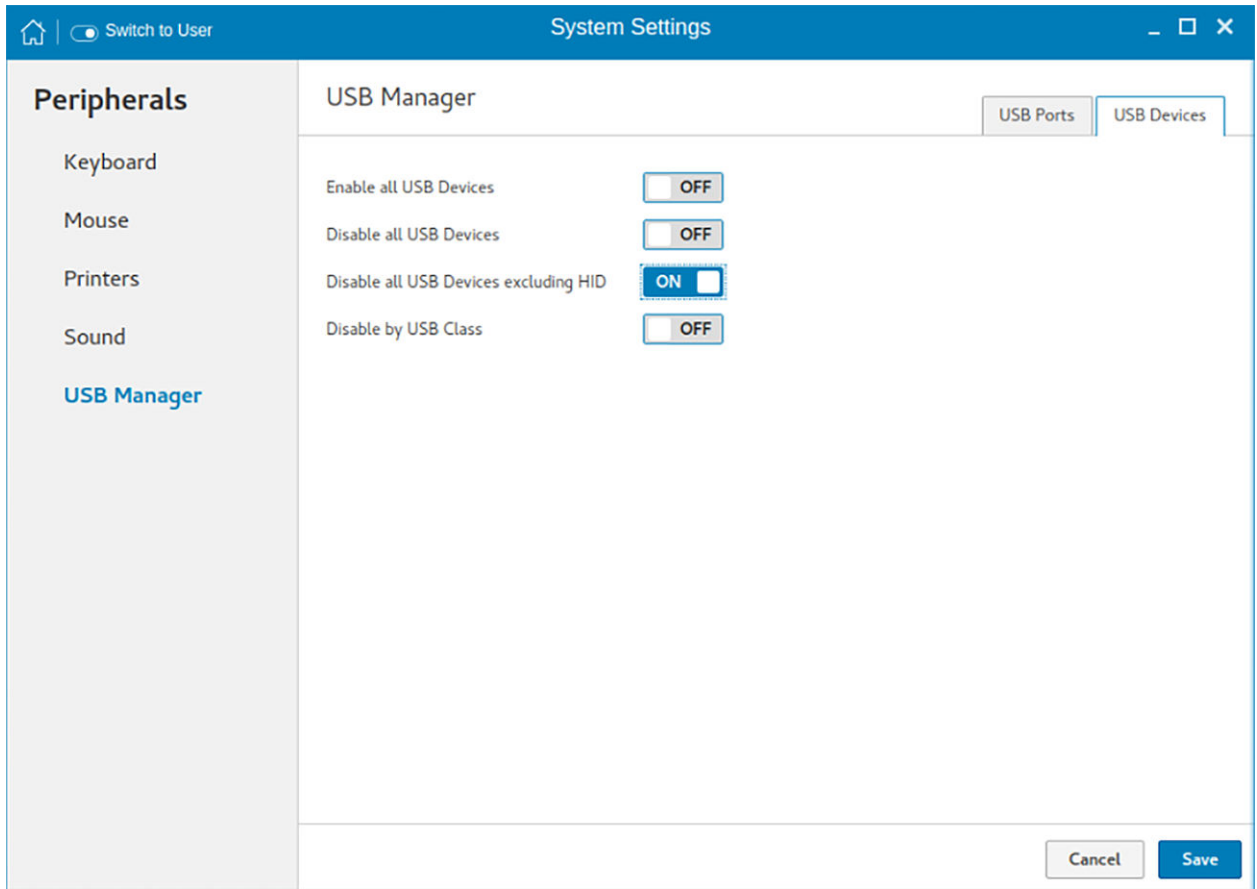 Switch to User
System Settings
Peripherals
USB Manager
USB Ports
USB Devices
Keyboard
Mouse
Printers
Sound
USB Manager
Enable all USB Devices OFF
Disable all USB Devices OFF
Disable all USB Devices excluding HID ON
Disable by USB Class OFF
Cancel
Save